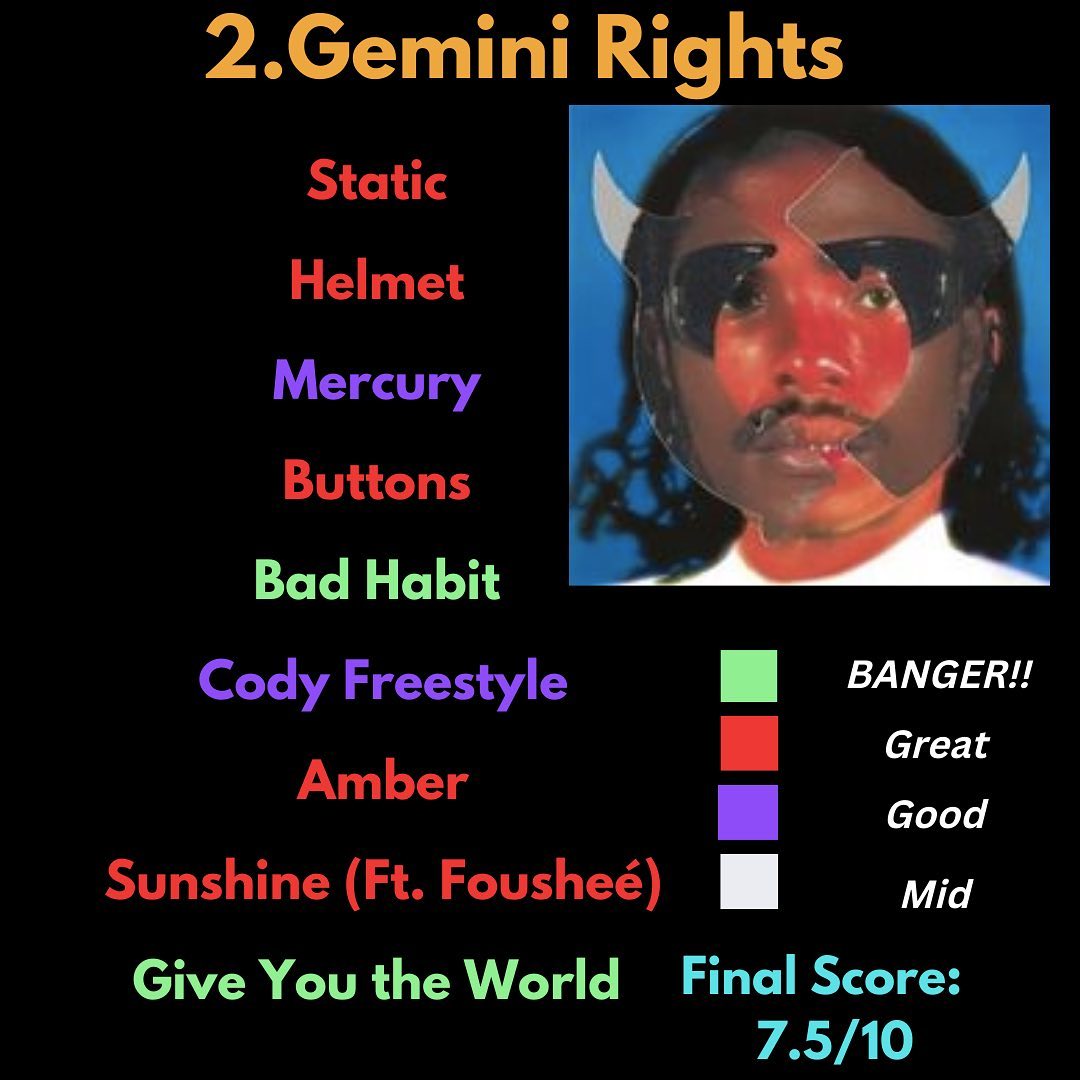 2.Gemini Rights
Static
Helmet
Mercury
Buttons
Bad Habit
Cody Freestyle
Amber
Sunshine (Ft. Fousheé)
Give You the World
BANGER!!
Great
Good
Mid
Final Score:
7.5/10